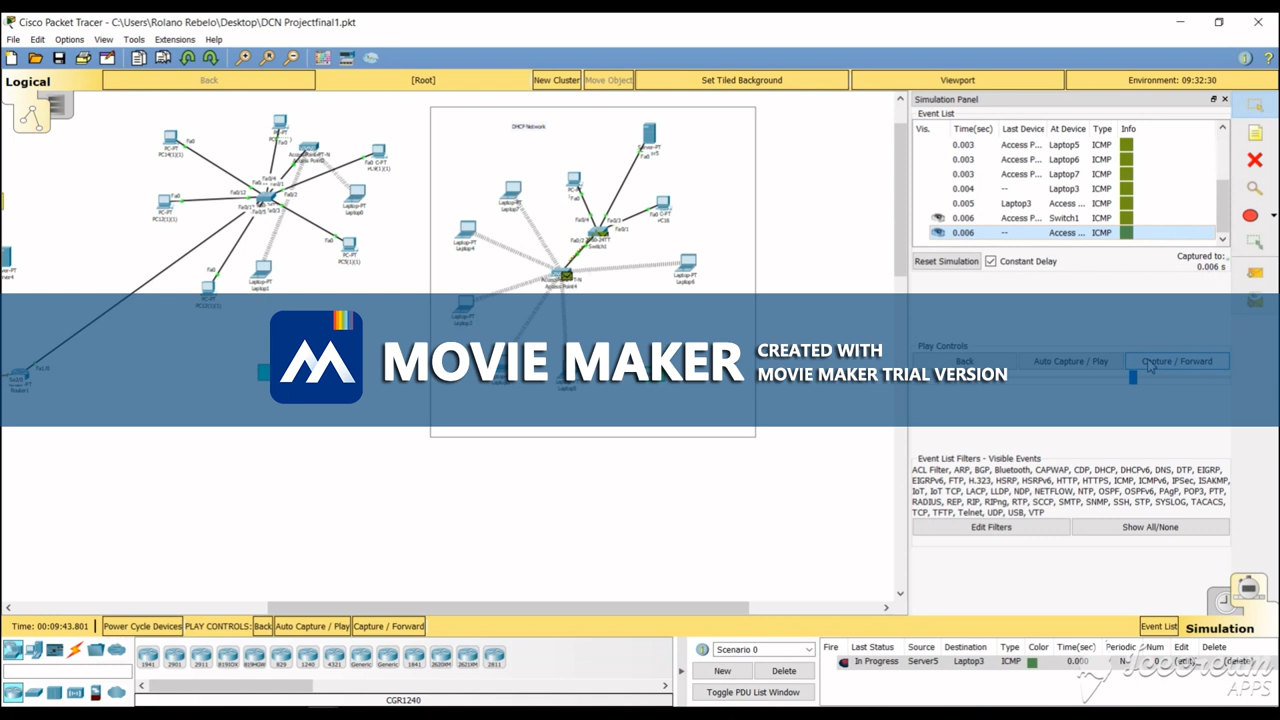 Cisco Packet Tracer - C:\Users\Rolano Rebelo\Desktop\DCN Projectfinal1.pkt
File Edit Options View Tools Extensions Help
Logical Back [Root] New Cluster Move Object Set Tiled Background Viewport Environment: 09:32:30
DHCP Network
Simulation Panel
Event List
Vis. Time(sec) Last Device At Device Type Info
0.003 Access P... Laptop5 ICMP
0.003 Access P... Laptop6 ICMP
0.003 Access P... Laptop7 ICMP
0.004 -- Laptop3 ICMP
0.005 Laptop3 Access ... ICMP
0.006 Access P... Switch1 ICMP
0.006 -- Access ... ICMP
Reset Simulation Constant Delay Captured to:
0.006 s
Play Controls
Back Auto Capture / Play Capture / Forward
MOVIE MAKER
CREATED WITH
MOVIE MAKER TRIAL VERSION
Event List Filters - Visible Events
ACL Filter, ARP, BGP, Bluetooth, CAPWAP, CDP, DHCP, DHCPv6, DNS, DTP, EIGRP,
EIGRPv6, FTP, H.323, HSRP, HSRPv6, HTTP, HTTPS, ICMP, ICMPv6, IPSec, ISAKMP,
IoT, IoT TCP, LACP, LLDP, NDP, NETFLOW, NTP, OSPF, OSPFv6, PAgP, POP3, PTP,
RADIUS, REP, RIP, RIPng, RTP, SCCP, SMTP, SNMP, SSH, STP, SYSLOG, TACACS,
TCP, TFTP, Telnet, UDP, USB, VTP
Edit Filters Show All/None
Time: 00:09:43.801 Power Cycle Devices PLAY CONTROLS: Back Auto Capture / Play Capture / Forward Event List Simulation
1941 2901 2911 819IOX 819HGW 829 1240 4321 Generic Generic 1841 2620XM 2621XM 2811
CGR1240
Scenario 0
New Delete
Toggle PDU List Window
Fire Last Status Source Destination Type Color Time(sec) Periodic Num Edit Delete
In Progress Server5 Laptop3 ICMP 0.000 N (edit) (delete)
IceCream
APPS